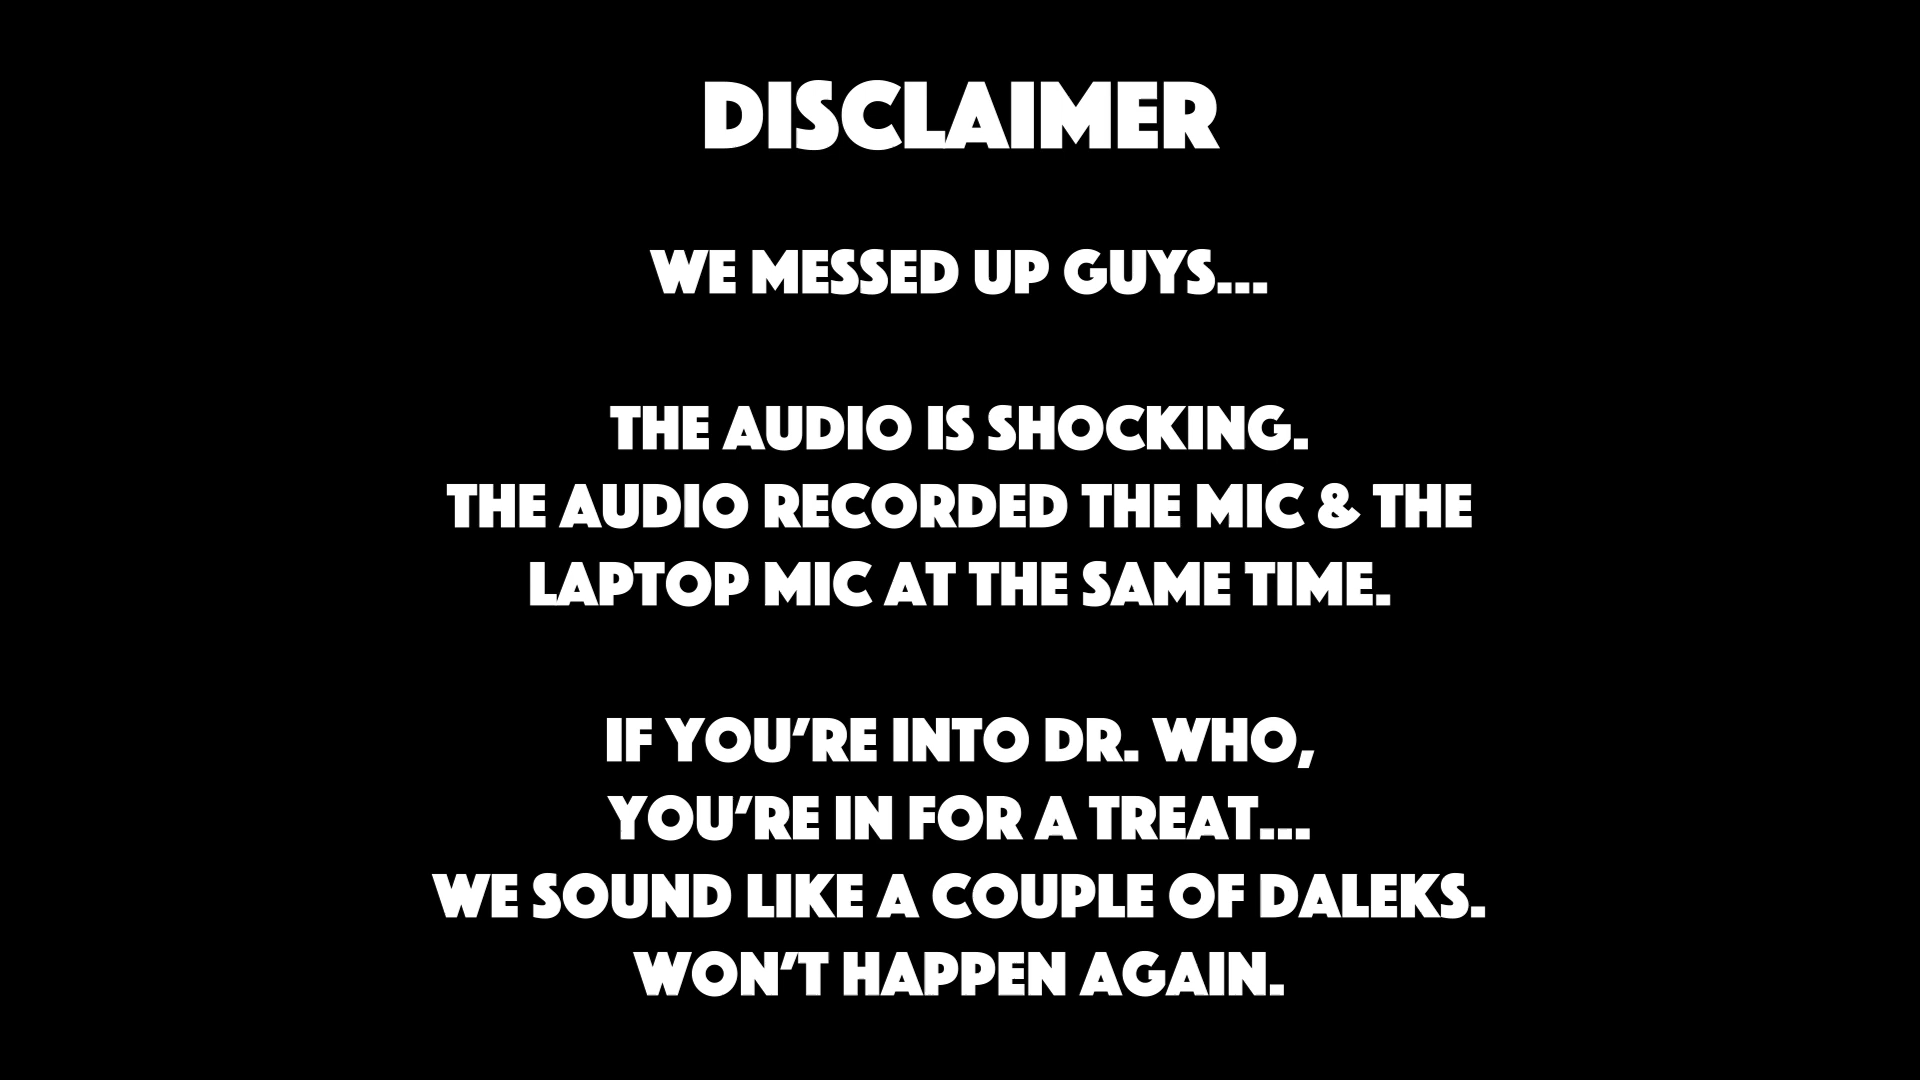 DISCLAIMER
WE MESSED UP GUYS...
THE AUDIO IS SHOCKING.
THE AUDIO RECORDED THE MIC & THE
LAPTOP MIC AT THE SAME TIME.
IF YOU'RE INTO DR. WHO,
YOU'RE IN FOR A TREAT...
WE SOUND LIKE A COUPLE OF DALEKS.
WON'T HAPPEN AGAIN.